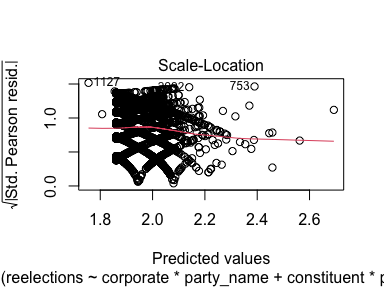 Scale-Location
1127
753
√|Std. Pearson resid.|
0.0
1.0
1.8
2.0
2.2
2.4
2.6
Predicted values
(reelections ~ corporate * party_name + constituent * p